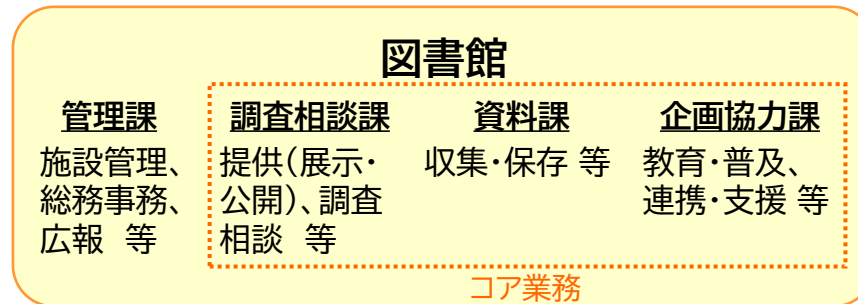 図書館
管理課
施設管理、
総務事務、
広報 等
調査相談課
提供(展示・
公開)、調査
相談 等
資料課
収集・保存 等
企画協力課
教育・普及、
連携・支援 等
コア業務